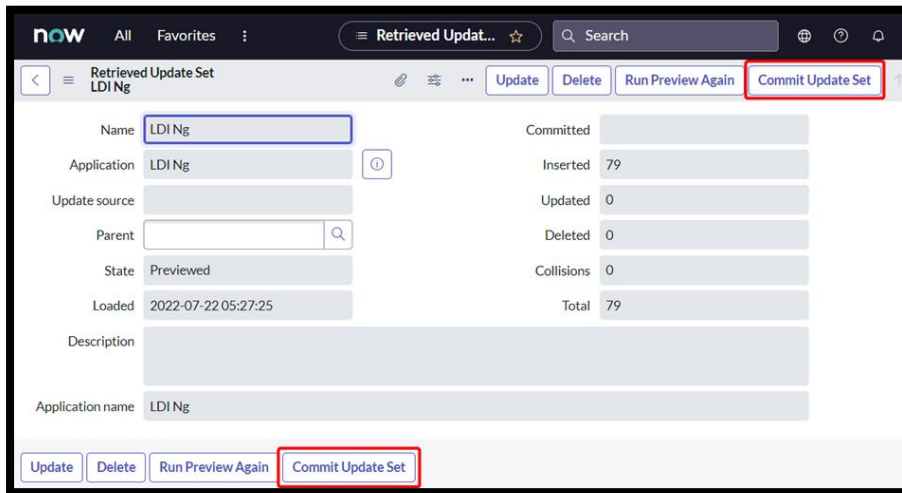 now All Favorites Retrieved Updat... Search
Retrieved Update Set
LDI Ng
Update Delete Run Preview Again Commit Update Set
Name LDI Ng Committed
Application LDI Ng Inserted 79
Update source Updated 0
Parent Deleted 0
State Previewed Collisions 0
Loaded 2022-07-22 05:27:25 Total 79
Description
Application name LDI Ng
Update Delete Run Preview Again Commit Update Set